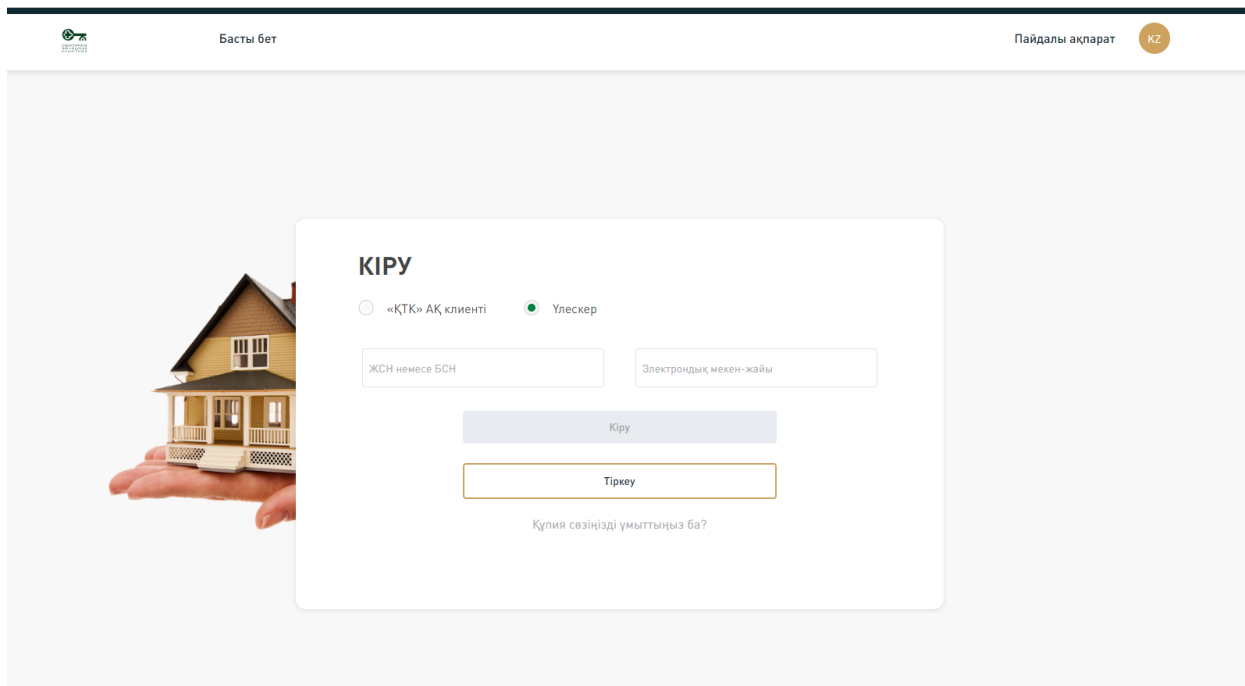 Басты бет
Пайдалы ақпарат
KZ
КІРУ
«ҚТК» АҚ клиенті
Үлескер
ЖСН немесе БСН
Электрондық мекен-жайы
Кіру
Тіркеу
Құпия сөзіңізді ұмыттыңыз ба?